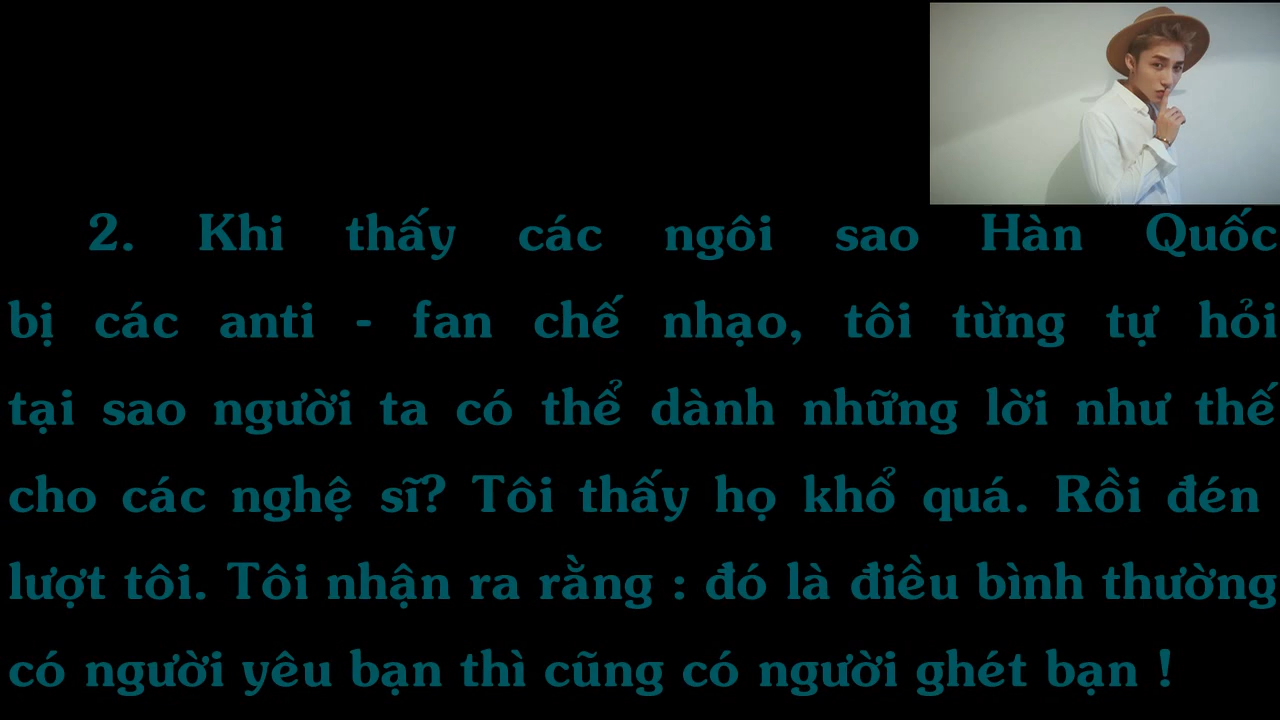 2. Khi thấy các ngôi sao Hàn Quốc
bị các anti - fan chế nhạo, tôi từng tự hỏi
tại sao người ta có thể dành những lời như thế
cho các nghệ sĩ? Tôi thấy họ khổ quá. Rồi đén
lượt tôi. Tôi nhận ra rằng : đó là điều bình thường
có người yêu bạn thì cũng có người ghét bạn !